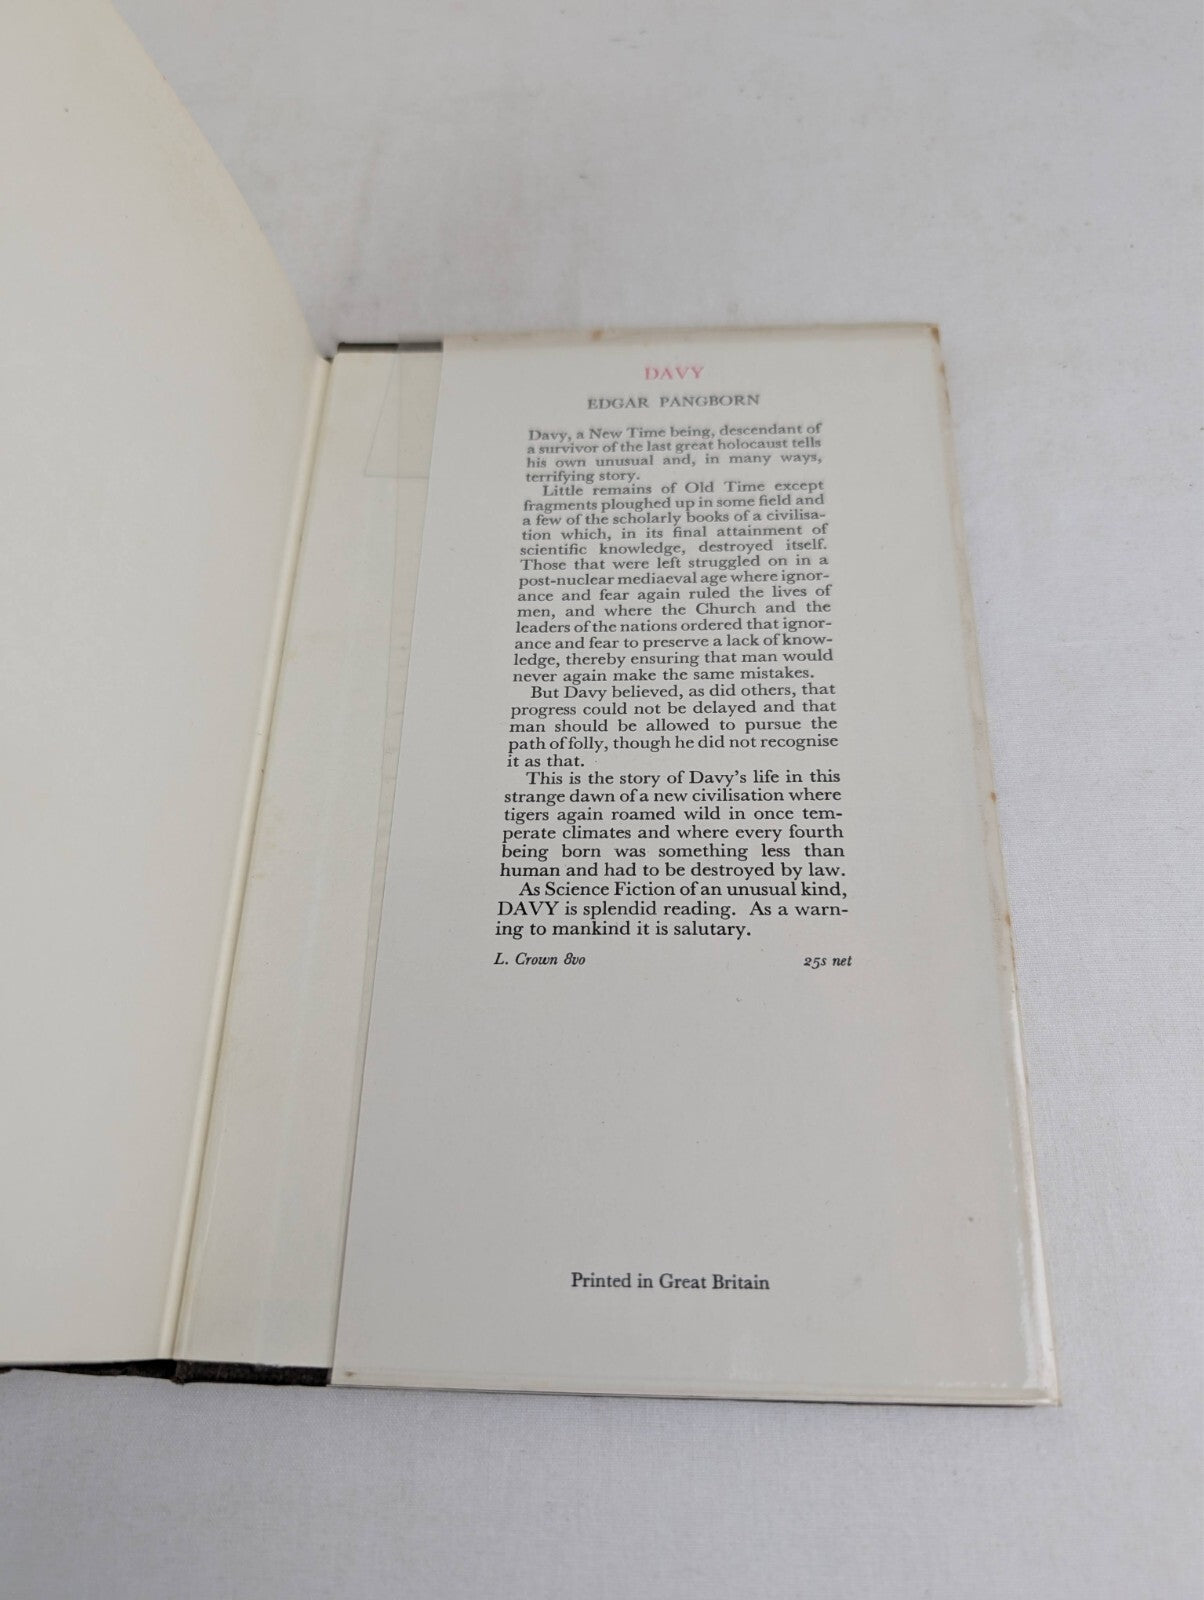 DAVY
EDGAR PANGBORN
Davy, a New Time being, descendant of
a survivor of the last great holocaust tells
his own unusual and, in many ways,
terrifying story.
Little remains of Old Time except
fragments ploughed up in some field and
a few of the scholarly books of a civilisa-
tion which, in its final attainment of
scientific knowledge, destroyed itself.
Those that were left struggled on in a
post-nuclear mediaeval age where ignor-
ance and fear again ruled the lives of
men, and where the Church and the
leaders of the nations ordered that ignor-
ance and fear to preserve a lack of know-
ledge, thereby ensuring that man would
never again make the same mistakes.
But Davy believed, as did others, that
progress could not be delayed and that
man should be allowed to pursue the
path of folly, though he did not recognise
it as that.
This is the story of Davy's life in this
strange dawn of a new civilisation where
tigers again roamed wild in once tem-
perate climates and where every fourth
being born was something less than
human and had to be destroyed by law.
As Science Fiction of an unusual kind,
DAVY is splendid reading. As a warn-
ing to mankind it is salutary.
L. Crown 8vo 25s net
Printed in Great Britain